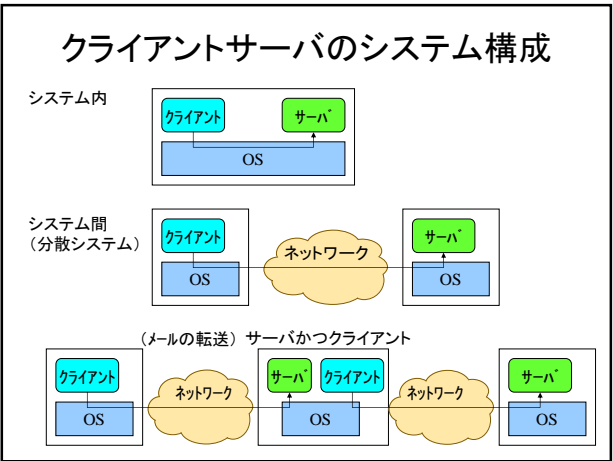 クライアントサーバのシステム構成
システム内
クライアント
サーバ
OS
システム間
(分散システム)
クライアント
ネットワーク
サーバ
OS
OS
(メールの転送) サーバかつクライアント
クライアント
ネットワーク
サーバ
クライアント
ネットワーク
サーバ
OS
OS
OS